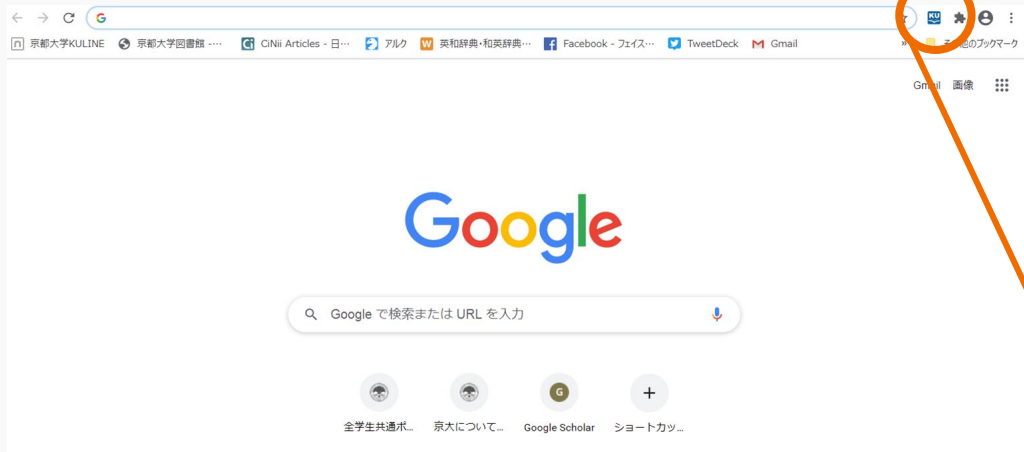 G
KU
n 京都大学KULINE 京都大学図書館 -… CiNii Articles - 日… アルク W 英和辞典・和英辞典… Facebook - フェイス… TweetDeck Gmail » のブックマーク
Gmail 画像
Google
Google で検索または URL を入力
G
全学生共通ポ... 京大について... Google Scholar ショートカッ...